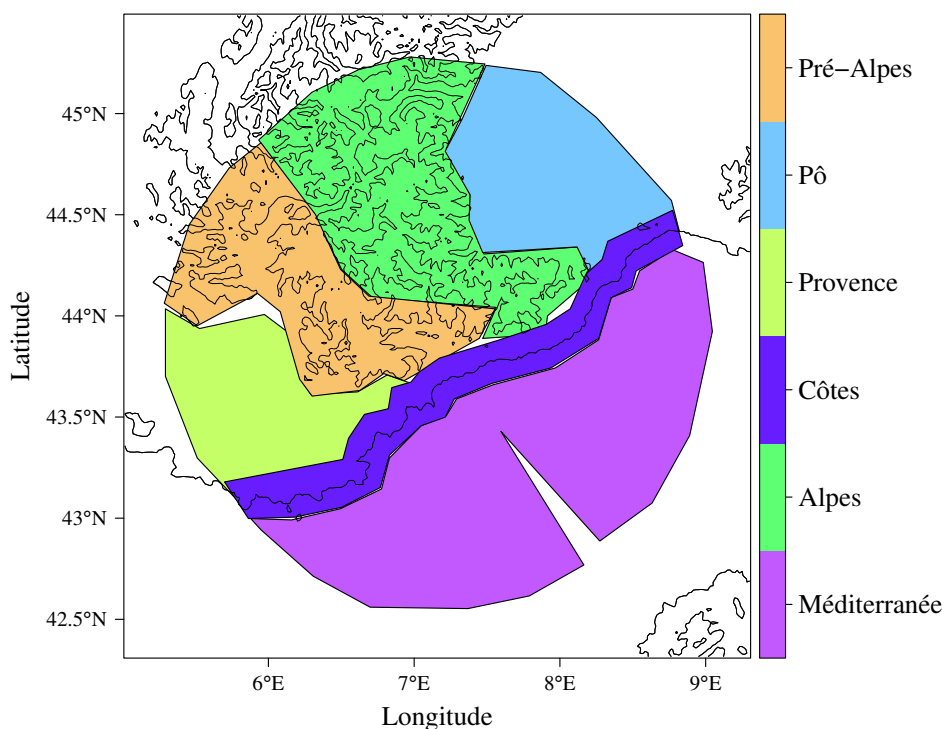 45°N
44.5°N
44°N
43.5°N
43°N
42.5°N
Latitude
6°E
7°E
8°E
9°E
Longitude
Pré−Alpes
Pô
Provence
Côtes
Alpes
Méditerranée